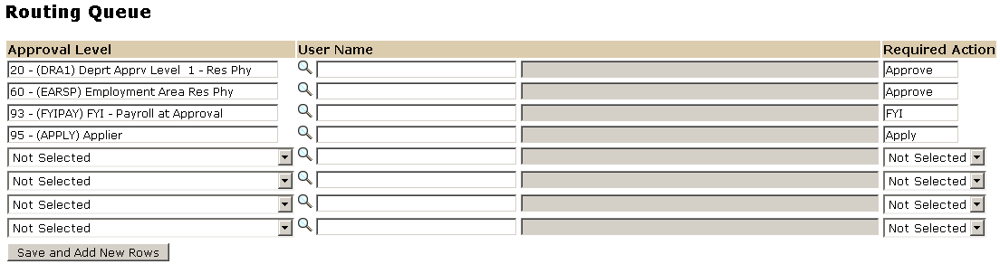 Routing Queue
Approval Level User Name Required Action
20 - (DRA1) Deprt Apprv Level  1 - Res Phy Approve
60 - (EARSP) Employment Area Res Phy Approve
93 - (FYIPAY) FYI - Payroll at Approval FYI
95 - (APPLY) Applier Apply
Not Selected Not Selected
Not Selected Not Selected
Not Selected Not Selected
Not Selected Not Selected
Save and Add New Rows